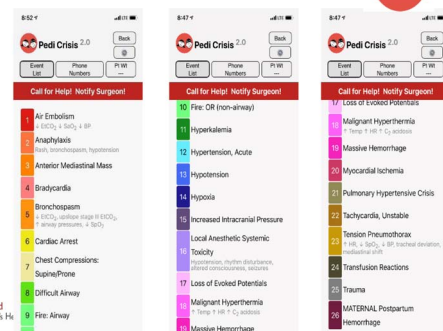 8:52
Pedi Crisis 2.0
Back
Event List
Phone Numbers
Pt Wt
---
Call for Help! Notify Surgeon!
1 Air Embolism
↓ EtCO₂ ↓ SaO₂ ↓ BP
2 Anaphylaxis
Rash, bronchospasm, hypotension
3 Anterior Mediastinal Mass
4 Bradycardia
5 Bronchospasm
↓ EtCO₂, upslope stage III EtCO₂,
↑ airway pressures, ↓ SpO₂
6 Cardiac Arrest
7 Chest Compressions:
Supine/Prone
8 Difficult Airway
9 Fire: Airway
8:47
Pedi Crisis 2.0
Back
Event List
Phone Numbers
Pt Wt
---
Call for Help! Notify Surgeon!
10 Fire: OR (non-airway)
11 Hyperkalemia
12 Hypertension, Acute
13 Hypotension
14 Hypoxia
15 Increased Intracranial Pressure
16 Local Anesthetic Systemic
Toxicity
Hypotension, rhythm disturbance,
altered consciousness, seizures
17 Loss of Evoked Potentials
18 Malignant Hyperthermia
↑ Temp ↑ HR ↑ C₂ acidosis
19 Massive Hemorrhage
8:47
Pedi Crisis 2.0
Back
Event List
Phone Numbers
Pt Wt
---
Call for Help! Notify Surgeon!
17 Loss of Evoked Potentials
18 Malignant Hyperthermia
↑ Temp ↑ HR ↑ C₂ acidosis
19 Massive Hemorrhage
20 Myocardial Ischemia
21 Pulmonary Hypertensive Crisis
22 Tachycardia, Unstable
23 Tension Pneumothorax
↑ HR, ↓ SpO₂, ↓ BP, tracheal deviation,
mediastinal shift
24 Transfusion Reactions
25 Trauma
26 MATERNAL Postpartum
Hemorrhage